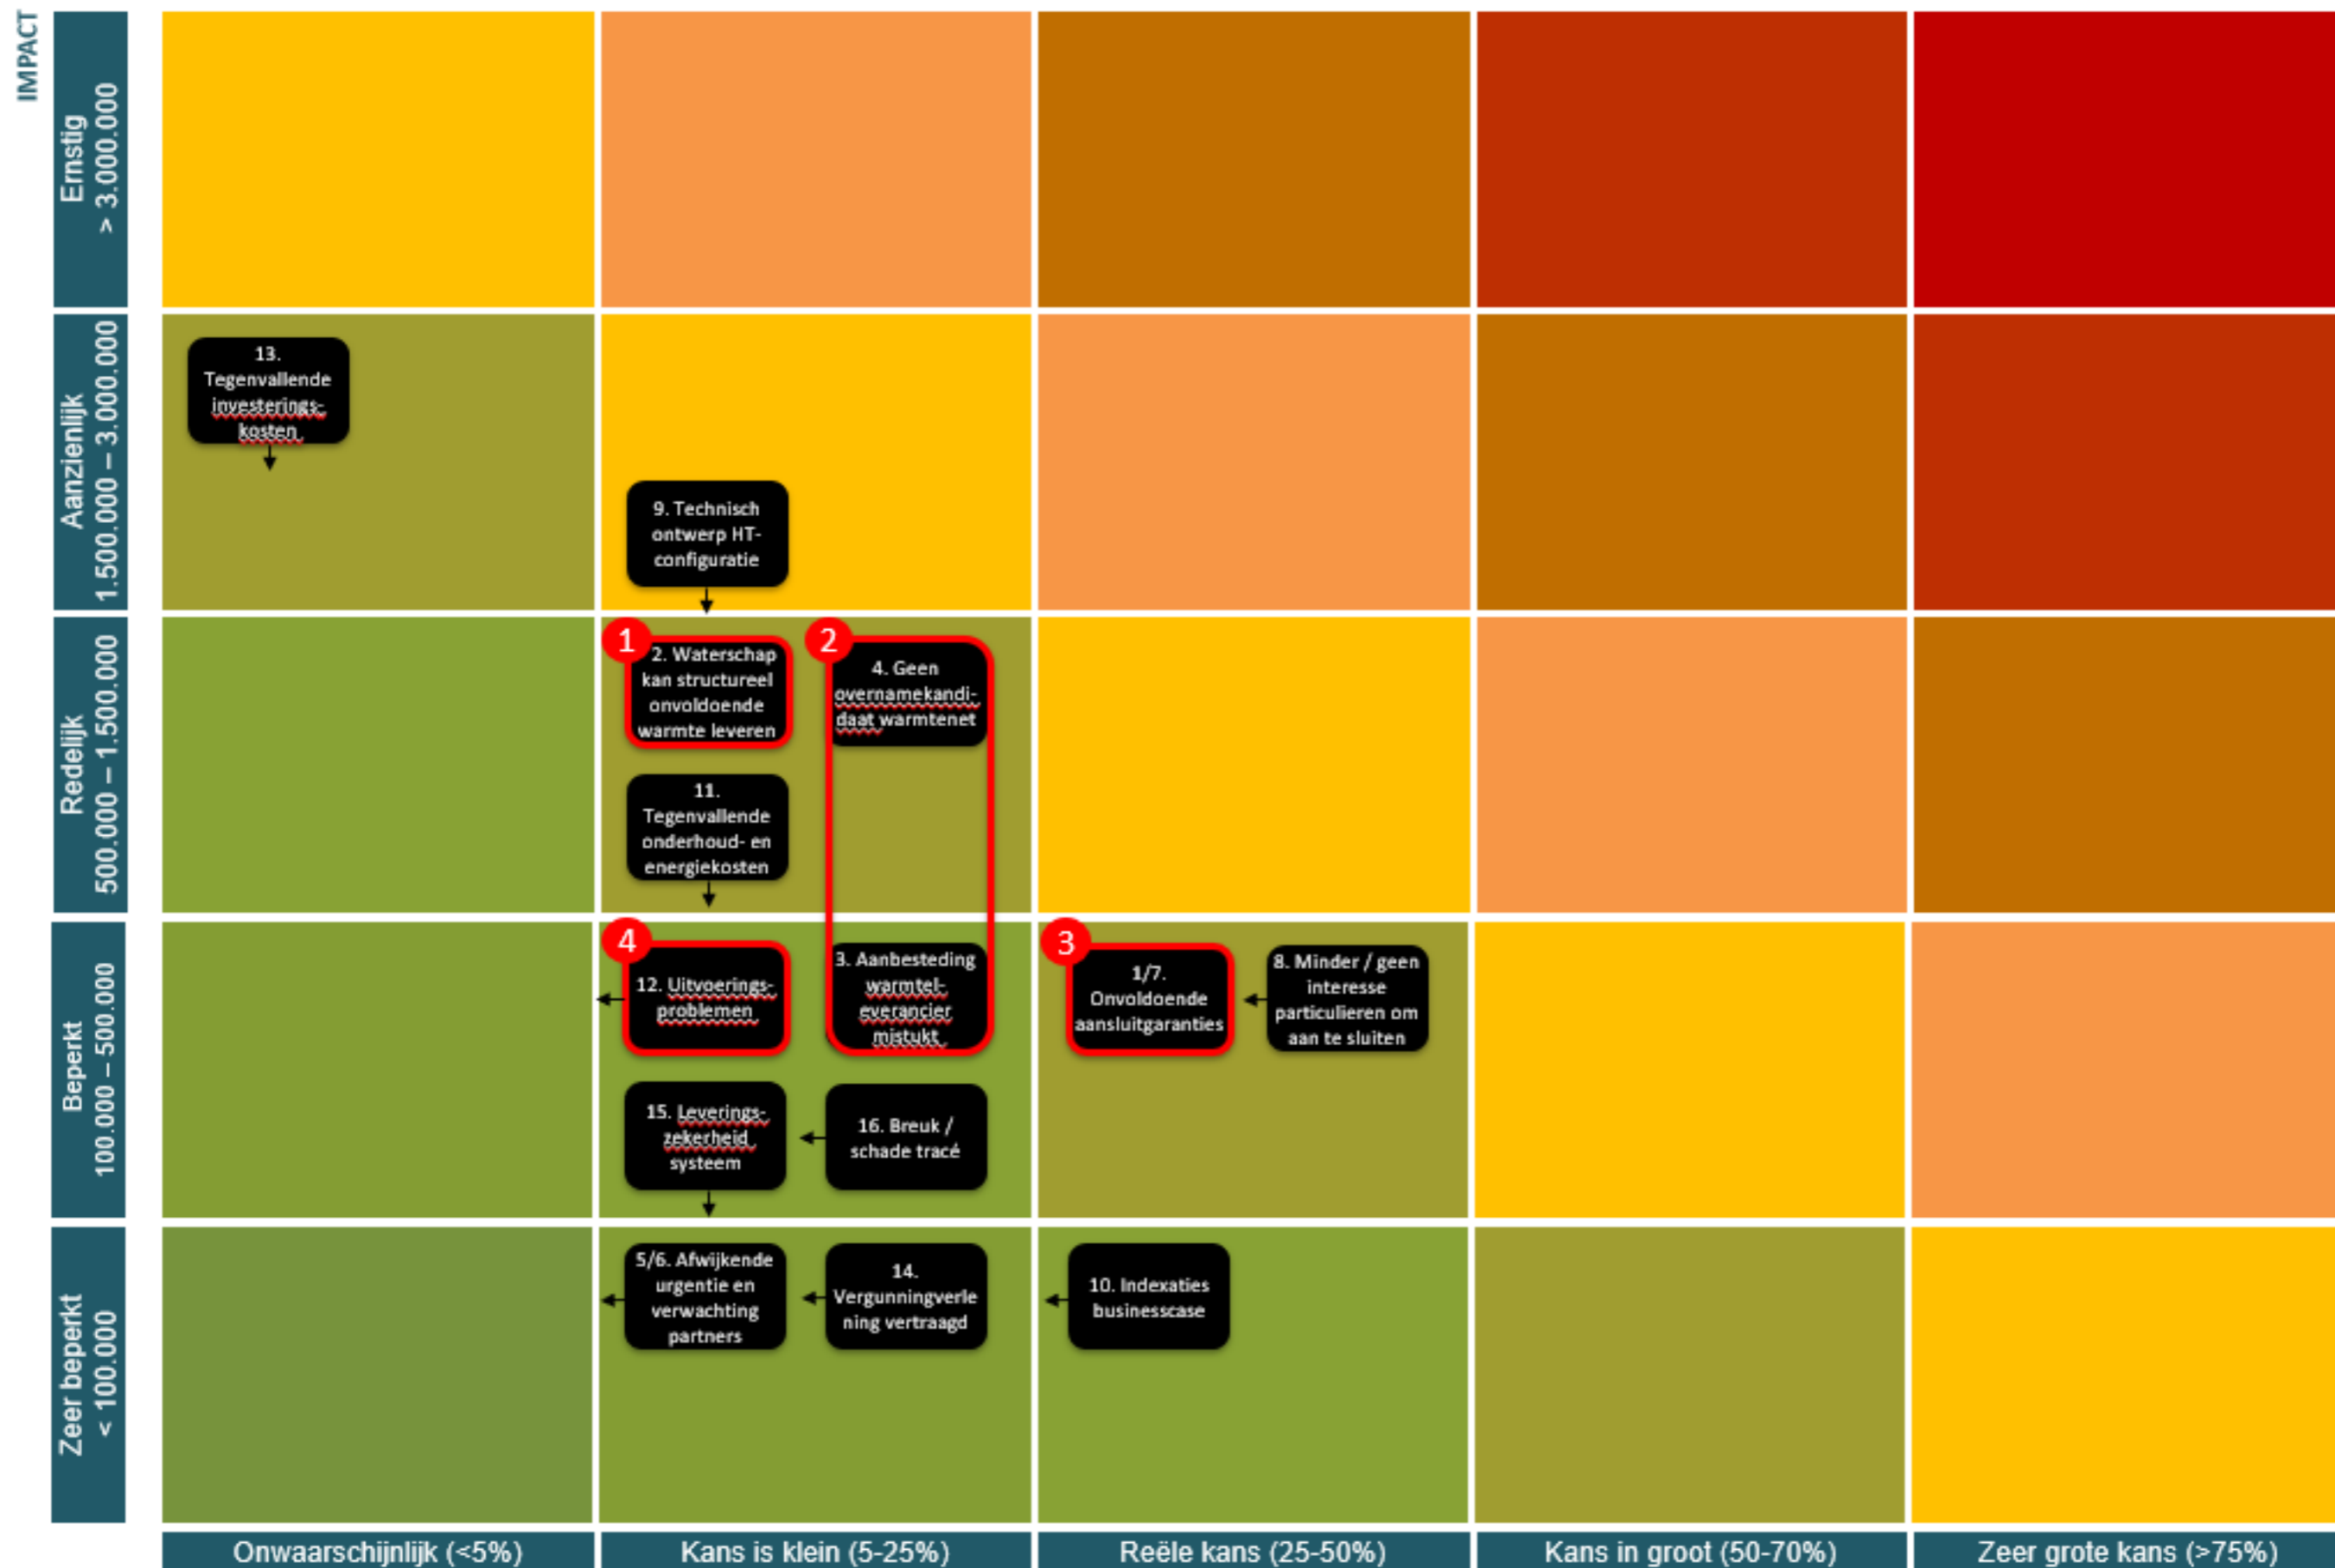 IMPACT
Ernstig
> 3.000.000
Aanzienlijk
1.500.000 – 3.000.000
13.
Tegenvallende
investerings-
kosten
9. Technisch
ontwerp HT-
configuratie
Redelijk
500.000 – 1.500.000
1
2. Waterschap
kan structureel
onvoldoende
warmte leveren
2
4. Geen
overnamekandi-
daat warmtenet
11.
Tegenvallende
onderhoud- en
energiekosten
Beperkt
100.000 – 500.000
4
12. Uitvoerings-
problemen
3. Aanbesteding
warmtel-
everancier
mistukt
3
1/7.
Onvoldoende
aansluitgaranties
8. Minder / geen
interesse
particulieren om
aan te sluiten
15. Leverings-
zekerheid
systeem
16. Breuk /
schade tracé
Zeer beperkt
< 100.000
5/6. Afwijkende
urgentie en
verwachting
partners
14.
Vergunningverle
ning vertraagd
10. Indexaties
businesscase
Onwaarschijnlijk (<5%)
Kans is klein (5-25%)
Reële kans (25-50%)
Kans in groot (50-70%)
Zeer grote kans (>75%)